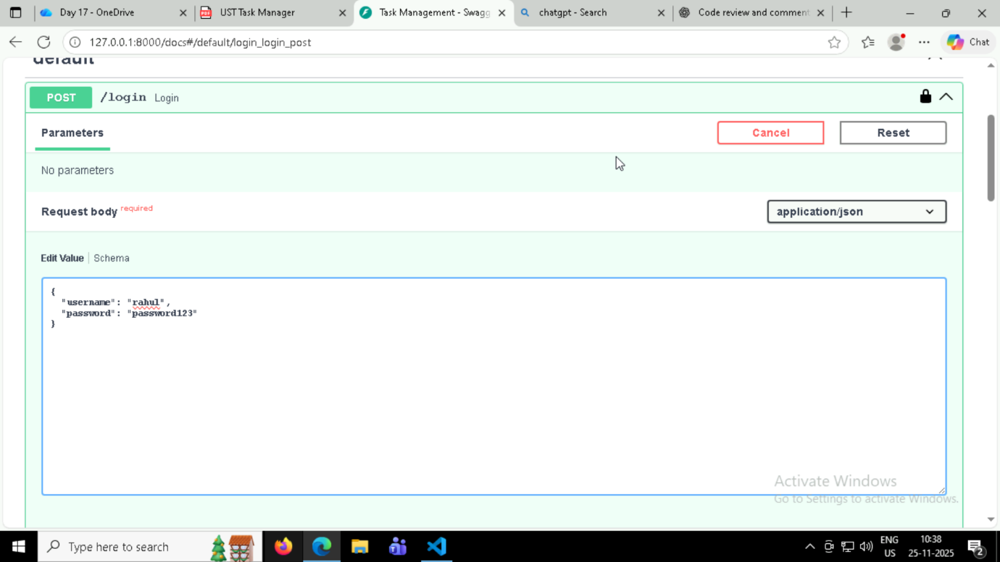 Day 17 - OneDrive
UST Task Manager
Task Management - Swagg
chatgpt - Search
Code review and comment
127.0.0.1:8000/docs#/default/login_login_post
Chat
default
POST /login Login
Parameters
Cancel
Reset
No parameters
Request body required
application/json
Edit Value | Schema
{
"username": "rahul",
"password": "password123"
}
Activate Windows
Go to Settings to activate Windows.
Type here to search
ENG
US
10:38
25-11-2025
2